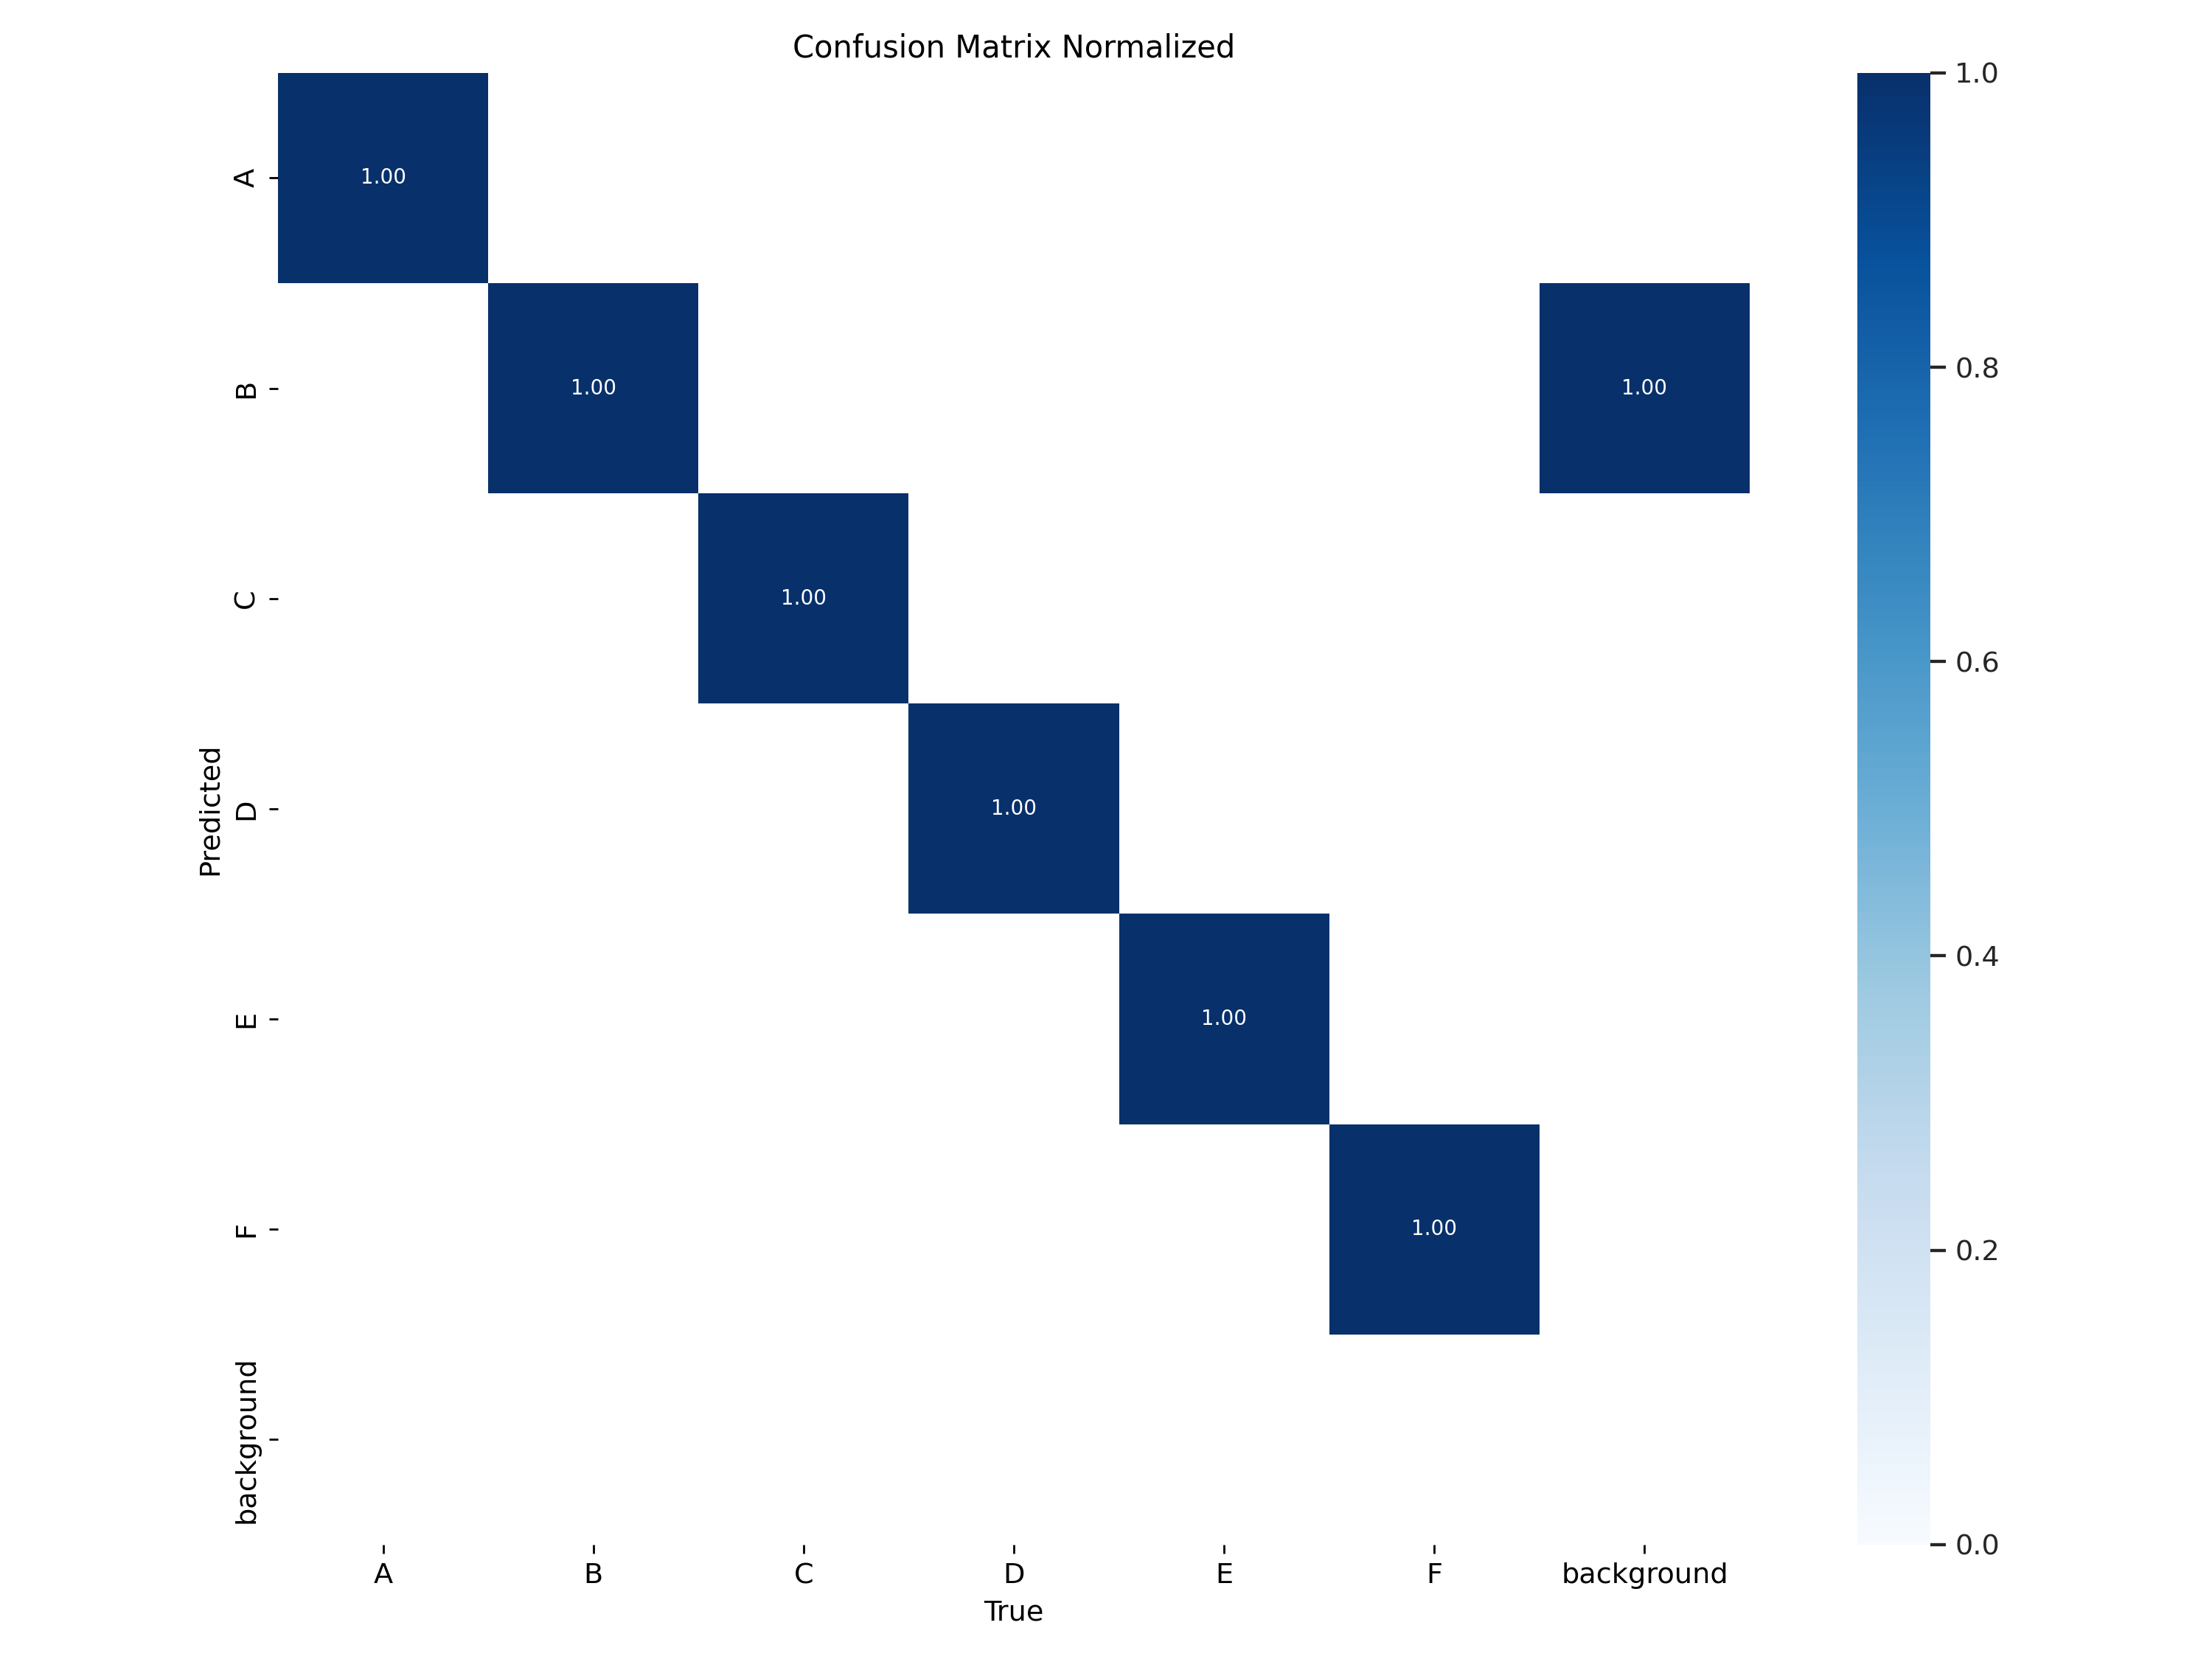 Confusion Matrix Normalized
1.0
A
1.00
B
1.00
1.00
0.8
C
1.00
0.6
Predicted
D
1.00
0.4
E
1.00
F
1.00
0.2
background
0.0
A B C D E F background
True